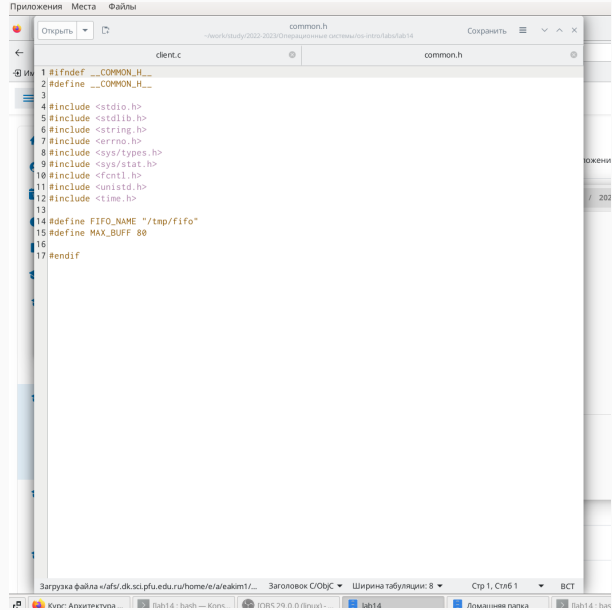 Приложения Места Файлы
Открыть
common.h
~/work/study/2022-2023/Операционные системы/os-intro/labs/lab14
Сохранить
client.c
common.h
1 #ifndef __COMMON_H__
2 #define __COMMON_H__
3
4 #include <stdio.h>
5 #include <stdlib.h>
6 #include <string.h>
7 #include <errno.h>
8 #include <sys/types.h>
9 #include <sys/stat.h>
10 #include <fcntl.h>
11 #include <unistd.h>
12 #include <time.h>
13
14 #define FIFO_NAME "/tmp/fifo"
15 #define MAX_BUFF 80
16
17 #endif
/ 202
Загрузка файла «/afs/.dk.sci.pfu.edu.ru/home/e/a/eakim1/... Заголовок C/ObjC Ширина табуляции: 8 Стр 1, Стлб 1 ВСТ
Курс: Архитектура... lab14 : bash — Kons... [OBS 29.0.0 (linux) -... lab14 Домашняя папка lab14 : ba